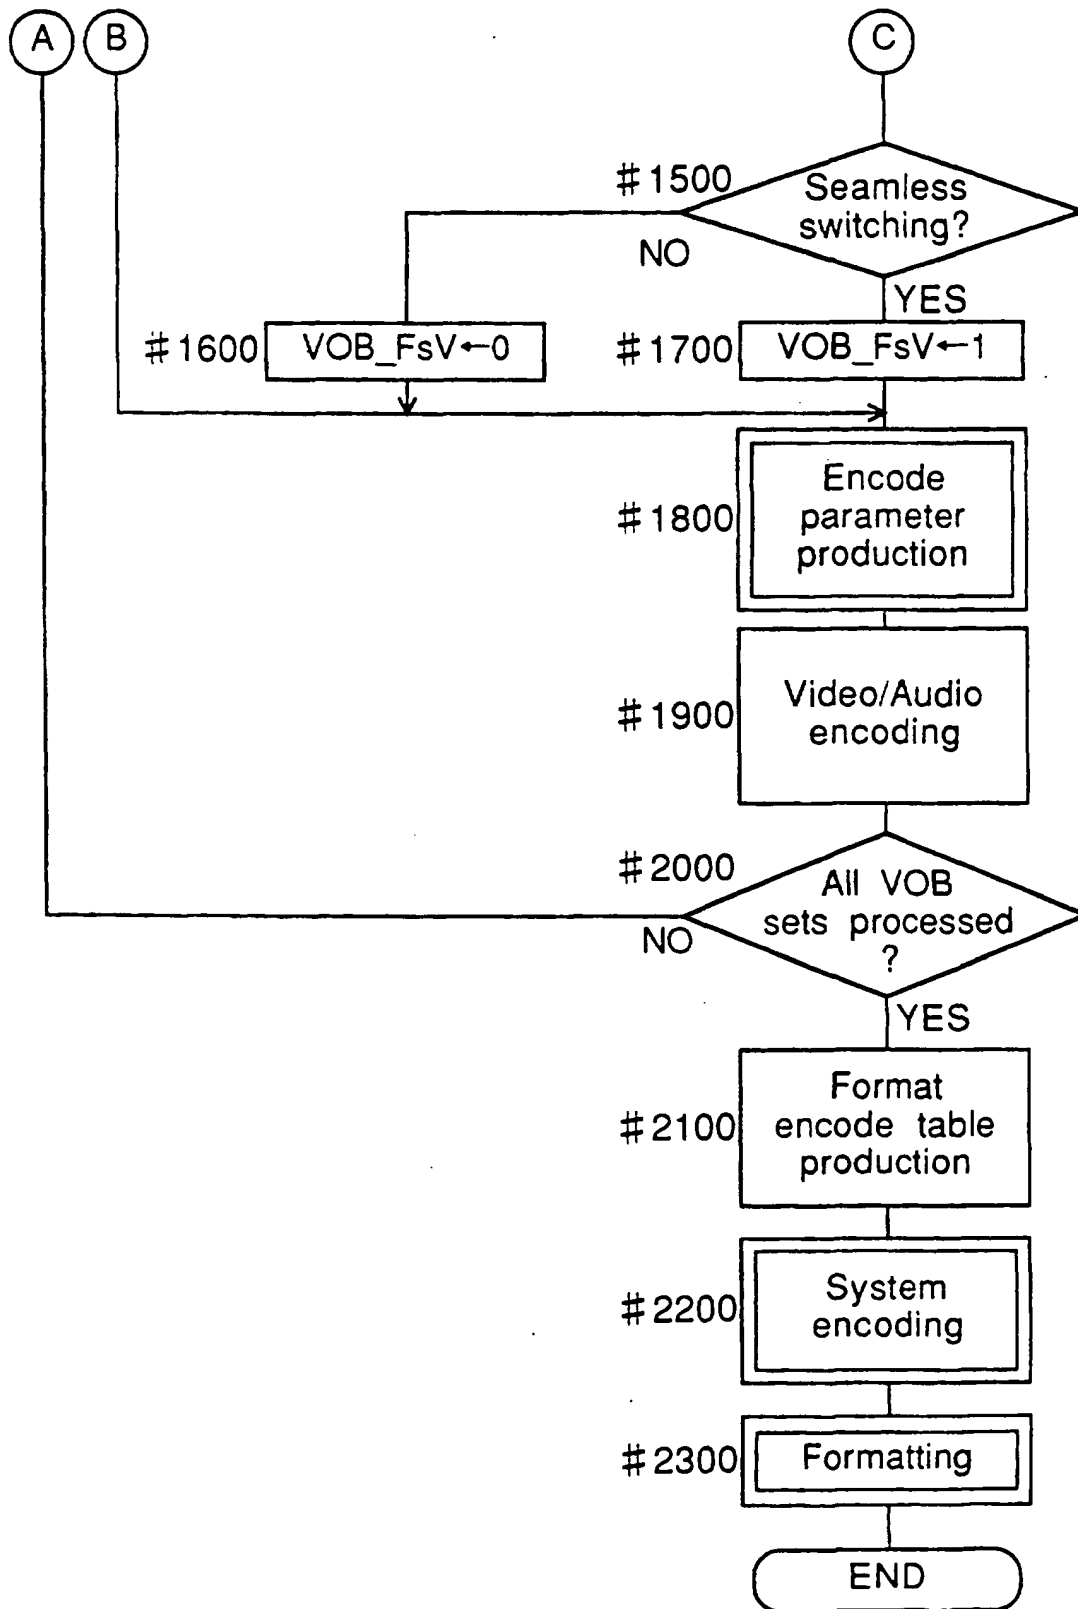 A
B
C
#1500
Seamless
switching?
NO
YES
#1600
VOB_FsV←0
#1700
VOB_FsV←1
#1800
Encode
parameter
production
#1900
Video/Audio
encoding
#2000
All VOB
sets processed
?
NO
YES
#2100
Format
encode table
production
#2200
System
encoding
#2300
Formatting
END